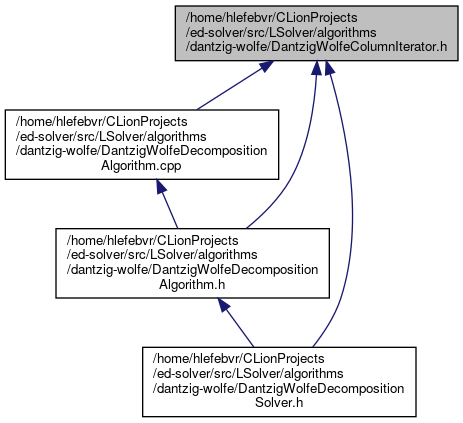 /home/hlefebvr/CLionProjects
/ed-solver/src/LSolver/algorithms
/dantzig-wolfe/DantzigWolfeColumnIterator.h
/home/hlefebvr/CLionProjects
/ed-solver/src/LSolver/algorithms
/dantzig-wolfe/DantzigWolfeDecomposition
Algorithm.cpp
/home/hlefebvr/CLionProjects
/ed-solver/src/LSolver/algorithms
/dantzig-wolfe/DantzigWolfeDecomposition
Algorithm.h
/home/hlefebvr/CLionProjects
/ed-solver/src/LSolver/algorithms
/dantzig-wolfe/DantzigWolfeDecomposition
Solver.h